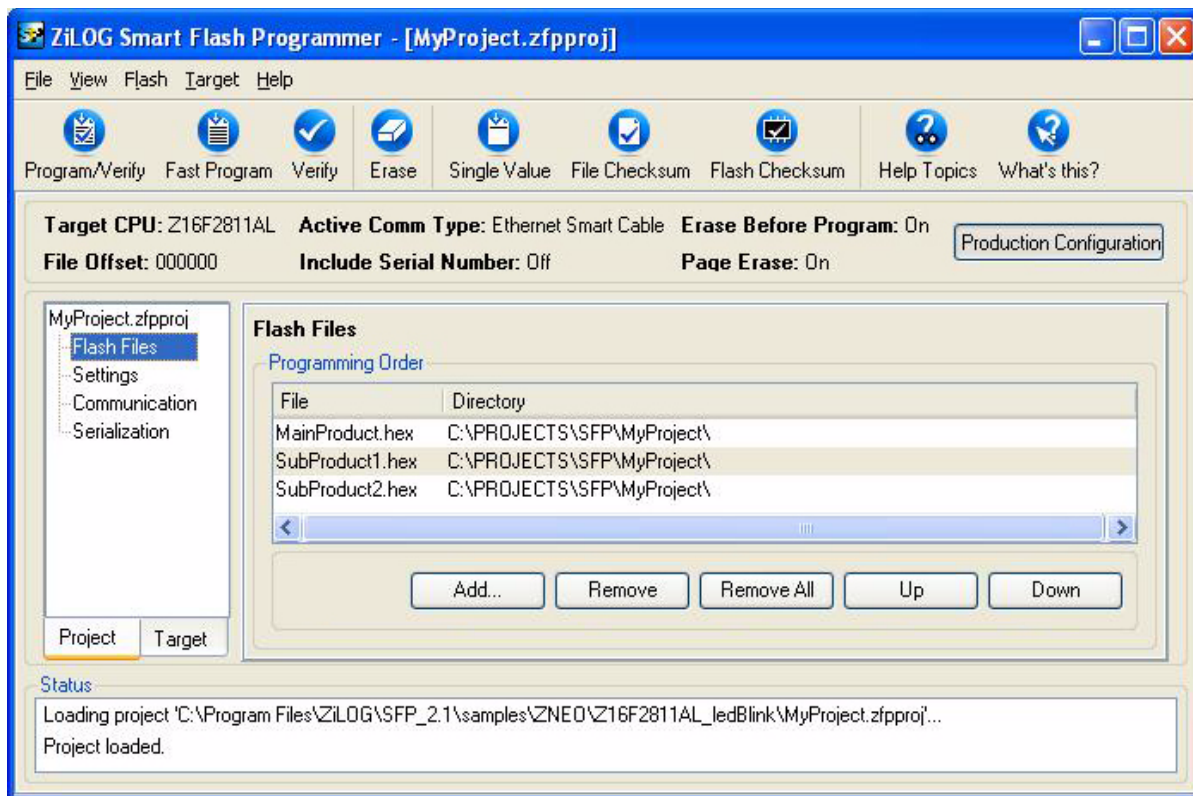 ZiLOG Smart Flash Programmer - [MyProject.zfpproj]
File View Flash Target Help
Program/Verify Fast Program Verify Erase Single Value File Checksum Flash Checksum Help Topics What's this?
Target CPU: Z16F2811AL Active Comm Type: Ethernet Smart Cable Erase Before Program: On
Production Configuration
File Offset: 000000 Include Serial Number: Off Page Erase: On
MyProject.zfpproj
Flash Files
Settings
Communication
Serialization
Project Target
Flash Files
Programming Order
File Directory
MainProduct.hex C:\PROJECTS\SFP\MyProject\
SubProduct1.hex C:\PROJECTS\SFP\MyProject\
SubProduct2.hex C:\PROJECTS\SFP\MyProject\
Add... Remove Remove All Up Down
Status
Loading project 'C:\Program Files\ZiLOG\SFP_2.1\samples\ZNEO\Z16F2811AL_ledBlink\MyProject.zfpproj'...
Project loaded.